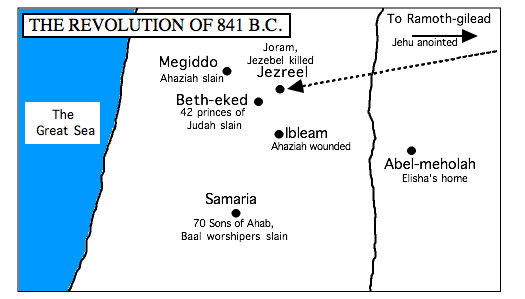 THE REVOLUTION OF 841 B.C.
To Ramoth-gilead
Jehu anointed
Joram,
Jezebel killed
Jezreel
Megiddo
Ahaziah slain
Beth-eked
42 princes of
Judah slain
The
Great Sea
Ibleam
Ahaziah wounded
Abel-meholah
Elisha's home
Samaria
70 Sons of Ahab,
Baal worshipers slain